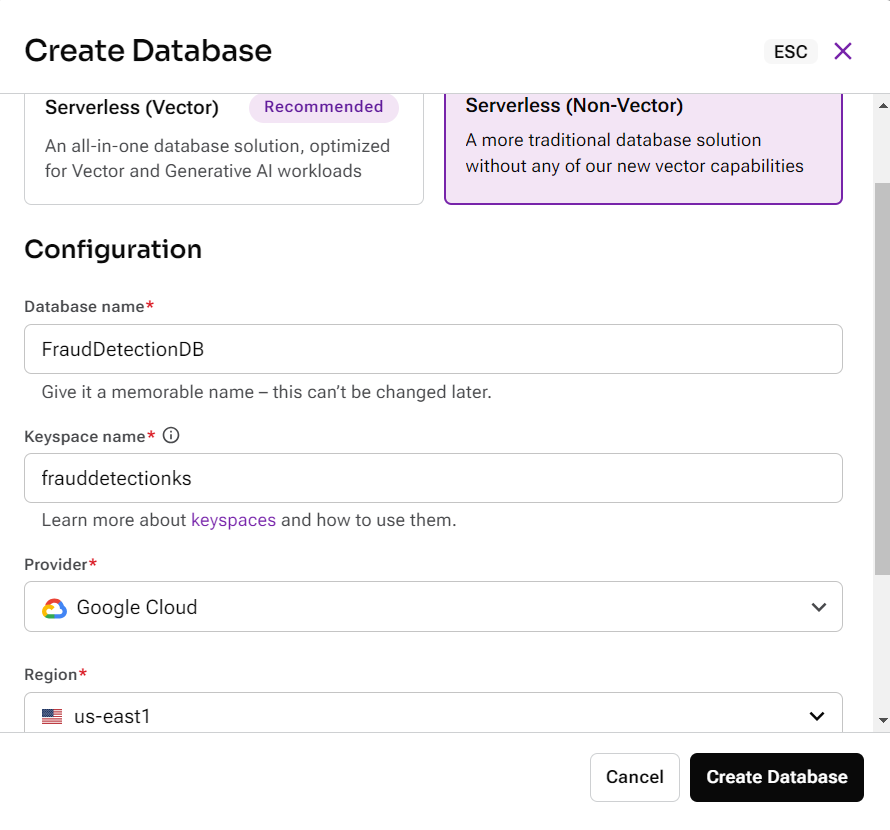 Create Database
ESC
Serverless (Vector)
Recommended
An all-in-one database solution, optimized
for Vector and Generative AI workloads
Serverless (Non-Vector)
A more traditional database solution
without any of our new vector capabilities
Configuration
Database name*
FraudDetectionDB
Give it a memorable name – this can’t be changed later.
Keyspace name*
frauddetectionks
Learn more about keyspaces and how to use them.
Provider*
Google Cloud
Region*
us-east1
Cancel
Create Database